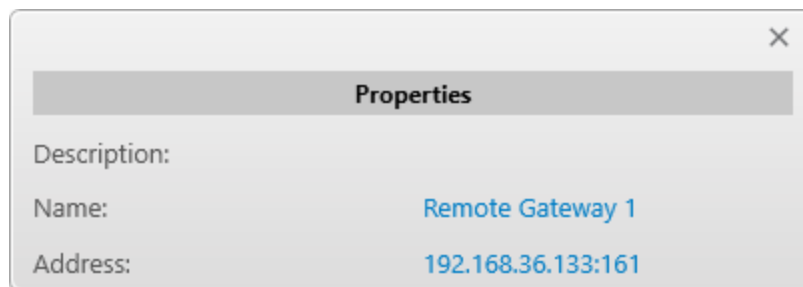 Properties
Description:
Name: Remote Gateway 1
Address: 192.168.36.133:161